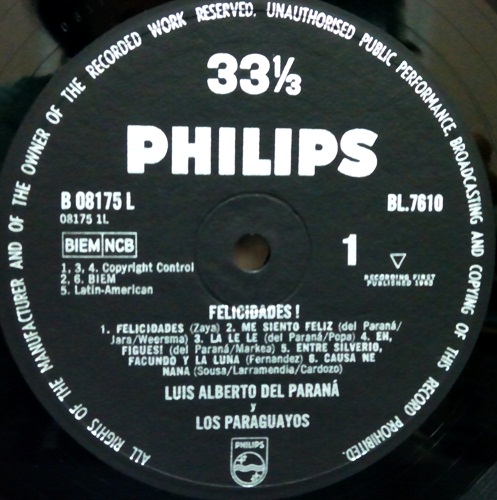 ALL RIGHTS OF THE MANUFACTURER AND OF THE OWNER OF THE RECORDED WORK RESERVED. UNAUTHORISED PUBLIC PERFORMANCE, BROADCASTING AND COPYING OF THIS RECORD PROHIBITED.
33⅓
PHILIPS
B 08175 L
BL.7610
08175 1L
BIEM NCB
1
1, 3, 4. Copyright Control
2, 6. BIEM
5. Latin-American
RECORDING FIRST
PUBLISHED
FELICIDADES !
1. FELICIDADES (Zaya) 2. ME SIENTO FELIZ (del Paraná/
Jara/Weersma) 3. LA LE LE (del Paraná/Popa) 4. EH,
FIGUES! (del Paraná/Markea) 5. ENTRE SILVERIO,
FACUNDO Y LA LUNA (Fernandez) 6. CAUSA NE
NANA (Sousa/Larramendia/Cardozo)
LUIS ALBERTO DEL PARANÁ
y
LOS PARAGUAYOS
PHILIPS